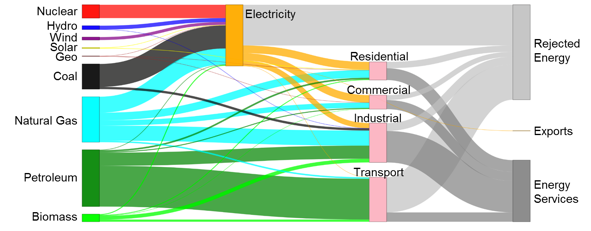 Nuclear
Hydro
Wind
Solar
Geo
Coal
Natural Gas
Petroleum
Biomass
Electricity
Residential
Commercial
Industrial
Transport
Rejected
Energy
Exports
Energy
Services